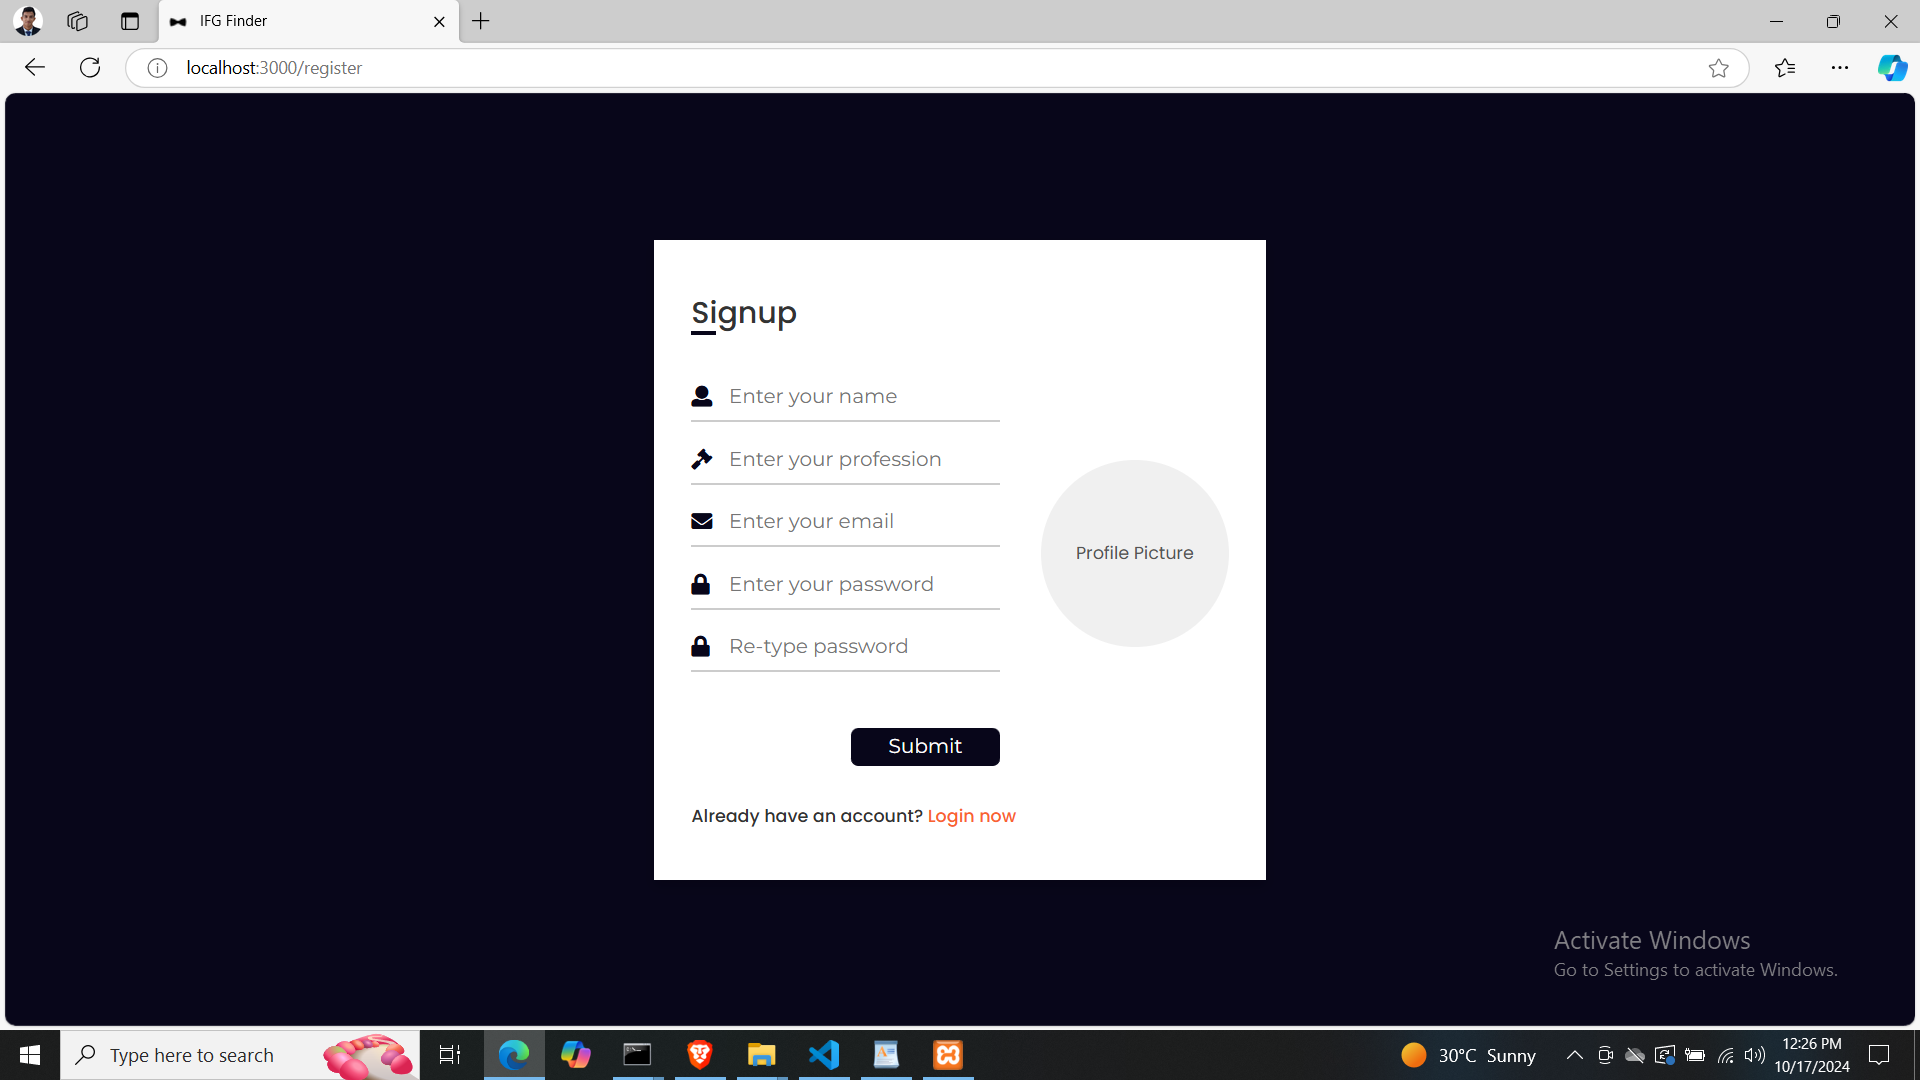 IFG Finder
localhost:3000/register
Signup
Enter your name
Enter your profession
Enter your email
Enter your password
Re-type password
Profile Picture
Submit
Already have an account? Login now
Activate Windows
Go to Settings to activate Windows.
Type here to search
30°C Sunny
12:26 PM
10/17/2024